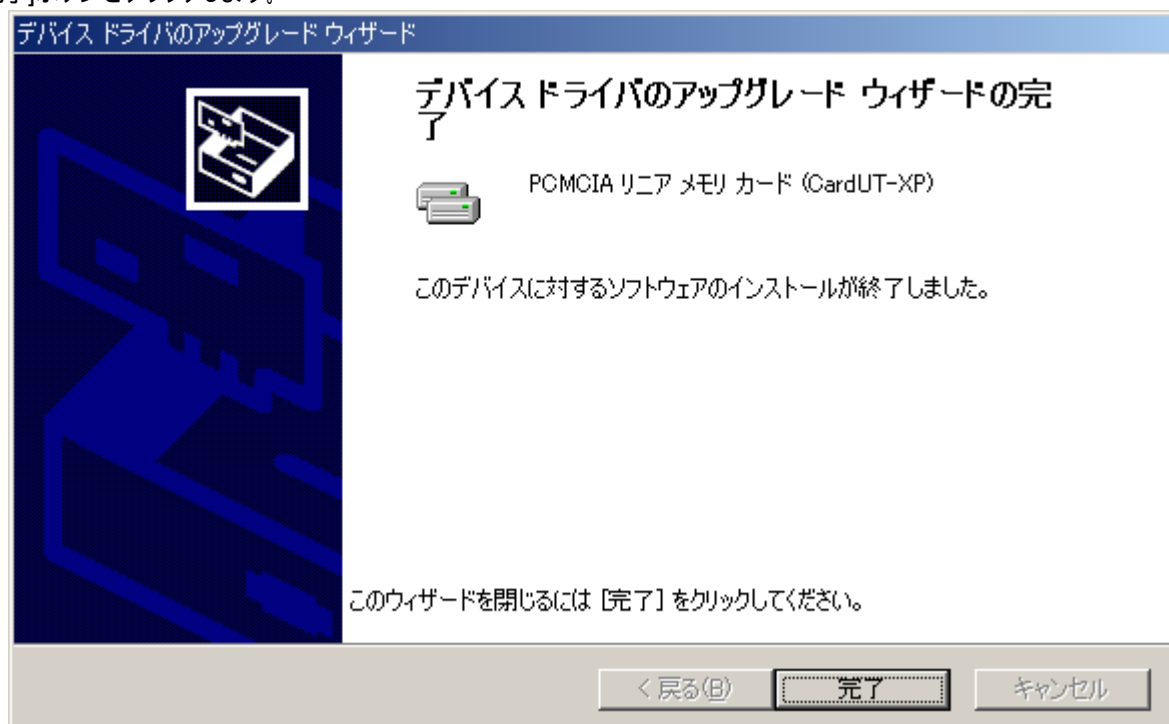 デバイス ドライバのアップグレード ウィザード
デバイス ドライバのアップグレード ウィザードの完
了
PCMCIA リニア メモリ カード (CardUT-XP)
このデバイスに対するソフトウェアのインストールが終了しました。
このウィザードを閉じるには [完了] をクリックしてください。
< 戻る(B)
完了
キャンセル